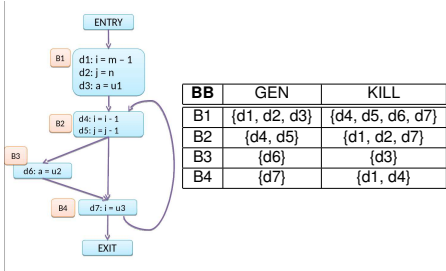 ENTRY
B1
d1: i = m – 1
d2: j = n
d3: a = u1
B2
d4: i = i - 1
d5: j = j - 1
B3
d6: a = u2
B4
d7: i = u3
EXIT
BB GEN KILL
B1 {d1, d2, d3} {d4, d5, d6, d7}
B2 {d4, d5} {d1, d2, d7}
B3 {d6} {d3}
B4 {d7} {d1, d4}